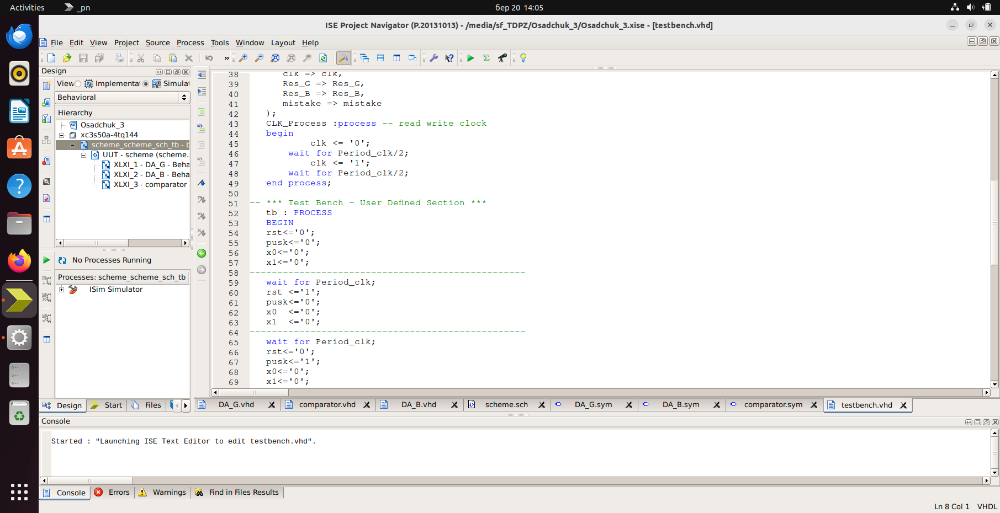 Activities
_pn
бер 20 14:05
ISE Project Navigator (P.20131013) - /media/sf_TDPZ/Osadchuk_3/Osadchuk_3.xise - [testbench.vhd]
File Edit View Project Source Process Tools Window Layout Help
Design
View Implementat Simulat
Behavioral
Hierarchy
Osadchuk_3
xc3s50a-4tq144
scheme_scheme_sch_tb - b
UUT - scheme (scheme.
XLXI_1 - DA_G - Beha
XLXI_2 - DA_B - Beha
XLXI_3 - comparator
No Processes Running
Processes: scheme_scheme_sch_tb
ISim Simulator
Design Start Files
38 clk => clk,
39 Res_G => Res_G,
40 Res_B => Res_B,
41 mistake => mistake
42 );
43 CLK_Process :process -- read write clock
44 begin
45 clk <= '0';
46 wait for Period_clk/2;
47 clk <= '1';
48 wait for Period_clk/2;
49 end process;
50
51 -- *** Test Bench - User Defined Section ***
52 tb : PROCESS
53 BEGIN
54 rst<='0';
55 pusk<='0';
56 x0<='0';
57 x1<='0';
58 --------------------------------------------------
59 wait for Period_clk;
60 rst <='1';
61 pusk<='0';
62 x0 <='0';
63 x1 <='0';
64 --------------------------------------------------
65 wait for Period_clk;
66 rst<='0';
67 pusk<='1';
68 x0<='0';
69 x1<='0';
DA_G.vhd comparator.vhd DA_B.vhd scheme.sch DA_G.sym DA_B.sym comparator.sym testbench.vhd
Console
Started : "Launching ISE Text Editor to edit testbench.vhd".
Console Errors Warnings Find in Files Results
Ln 8 Col 1 VHDL